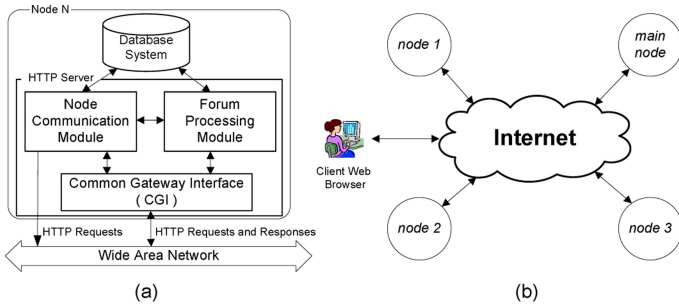 Node N
Database
System
HTTP Server
Node
Communication
Module
Forum
Processing
Module
Common Gateway Interface
( CGI )
HTTP Requests
HTTP Requests and Responses
Wide Area Network
(a)
node 1
main
node
Internet
Client Web
Browser
node 2
node 3
(b)